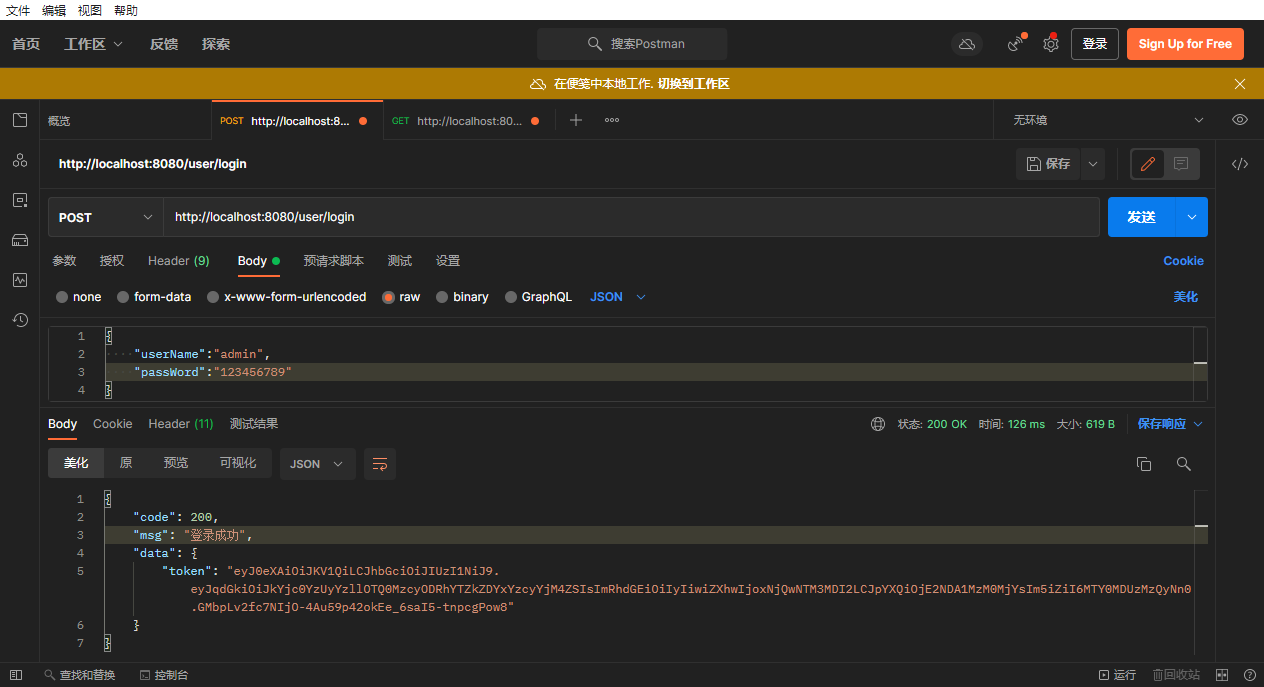 文件 编辑 视图 帮助
首页 工作区 反馈 探索 搜索Postman 登录 Sign Up for Free
在便笺中本地工作. 切换到工作区
概览 POST http://localhost:8... GET http://localhost:80... 无环境
http://localhost:8080/user/login 保存
POST http://localhost:8080/user/login 发送
参数 授权 Header (9) Body 预请求脚本 测试 设置 Cookie
none form-data x-www-form-urlencoded raw binary GraphQL JSON 美化
1 {
2 "userName":"admin",
3 "passWord":"123456789"
4 }
Body Cookie Header (11) 测试结果 状态: 200 OK 时间: 126 ms 大小: 619 B 保存响应
美化 原 预览 可视化 JSON
1 {
2 "code": 200,
3 "msg": "登录成功",
4 "data": {
5 "token": "eyJ0eXAiOiJKV1QiLCJhbGciOiJIUzI1NiJ9.
eyJqdGkiOiJkYjc0YzUyYzllOTQ0MzcyODRhYTZkZDYxYzcyYjM4ZSIsImRhdGEiOiIyIiwiZXhwIjoxNjQwNTM3MDI2LCJpYXQiOjE2NDA1MzM0MjYsIm5iZiI6MTY0MDUzMzQyNn0
.GMbpLv2fc7NIjO-4Au59p42okEe_6saI5-tnpcgPow8"
6 }
7 }
查找和替换 控制台 运行 回收站